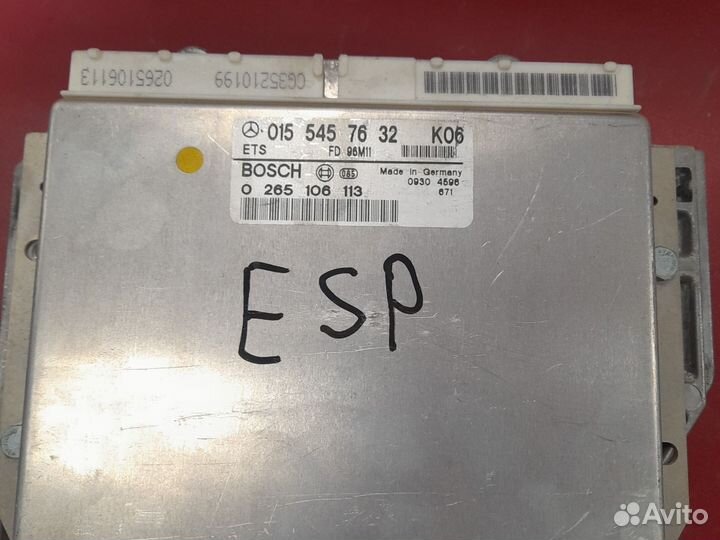 0265106113 CG35210199
015 545 76 32 K06
ETS FD 96M11
BOSCH Made in Germany
0 265 106 113 0930 4596
671
ESP
Avito